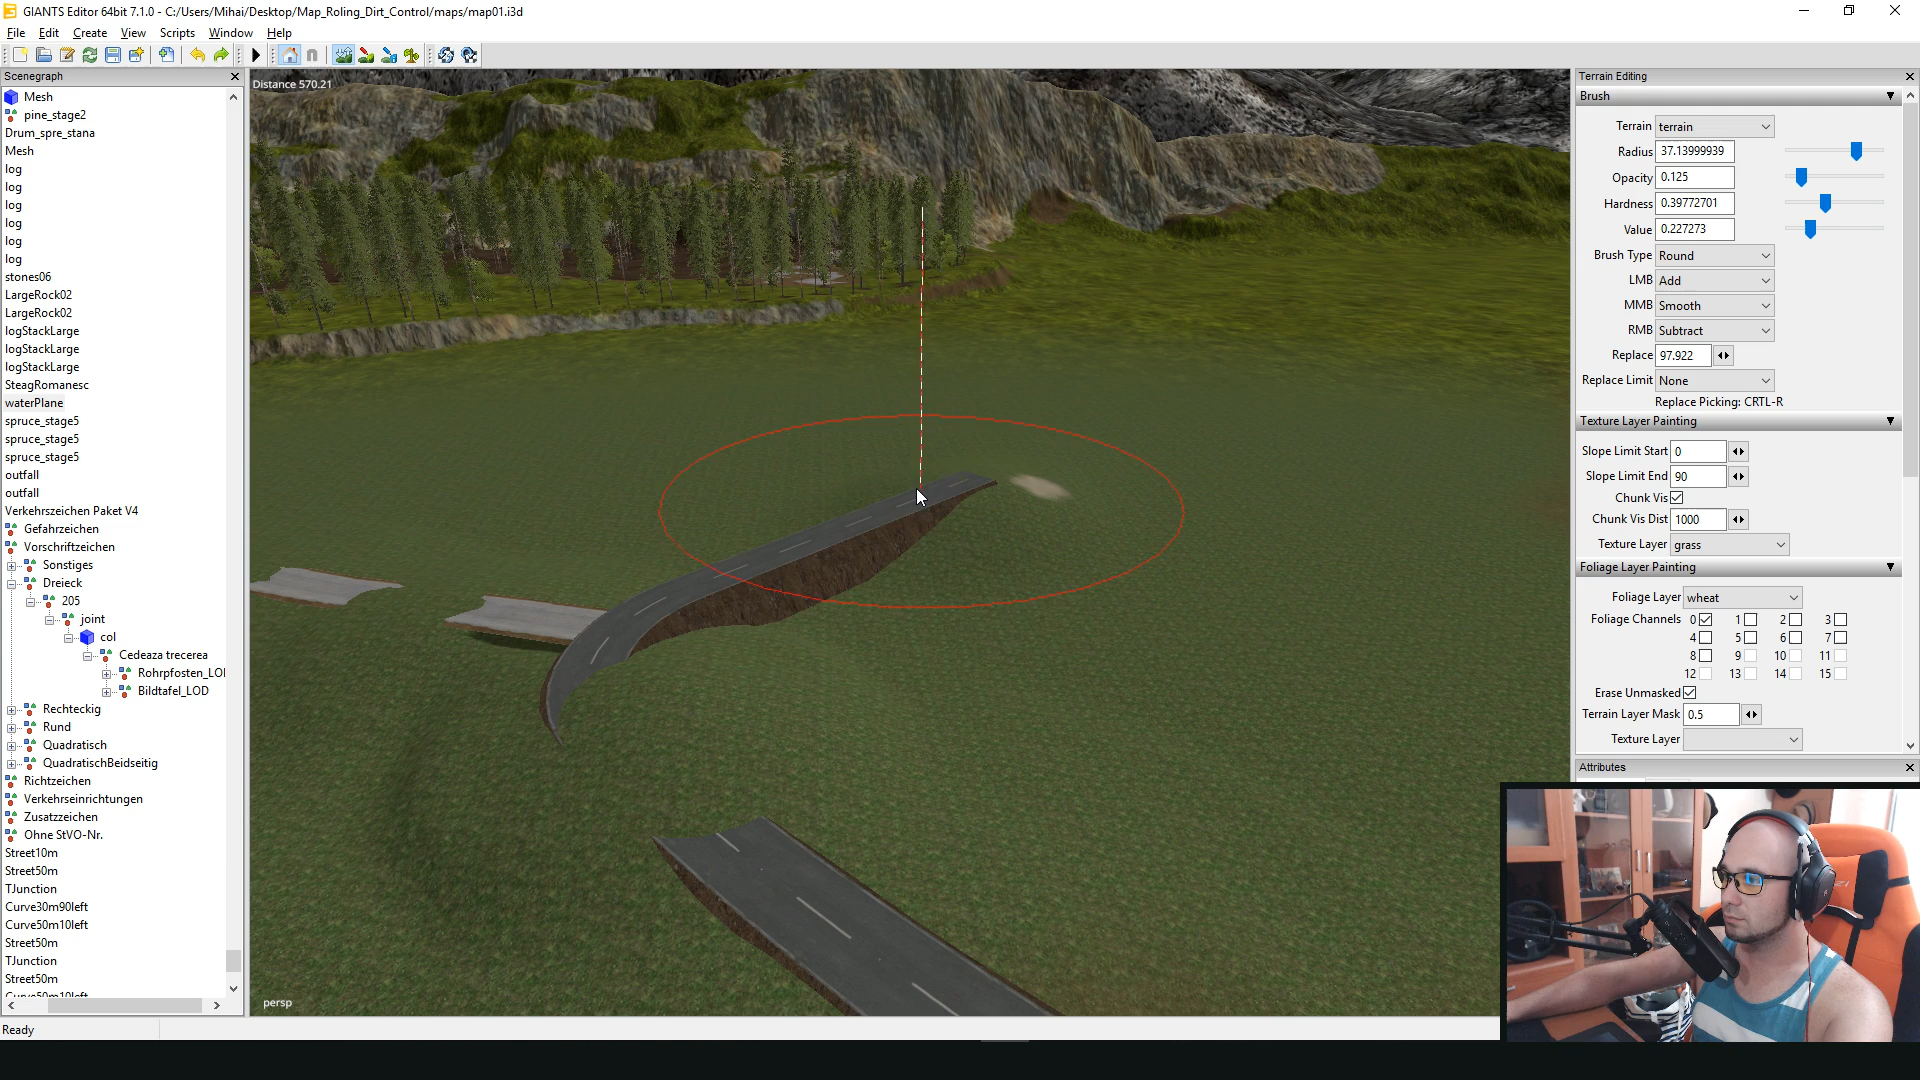 GIANTS Editor 64bit 7.1.0 - C:/Users/Mihai/Desktop/Map_Roling_Dirt_Control/maps/map01.i3d
File Edit Create View Scripts Window Help
Scenegraph
Mesh
pine_stage2
Drum_spre_stana
Mesh
log
log
log
log
log
log
stones06
LargeRock02
LargeRock02
logStackLarge
logStackLarge
logStackLarge
SteagRomanesc
waterPlane
spruce_stage5
spruce_stage5
spruce_stage5
outfall
outfall
Verkehrszeichen Paket V4
Gefahrzeichen
Vorschriftzeichen
Sonstiges
Dreieck
205
joint
col
Cedeaza trecerea
Rohrpfosten_LO
Bildtafel_LOD
Rechteckig
Rund
Quadratisch
QuadratischBeidseitig
Richtzeichen
Verkehrseinrichtungen
Zusatzzeichen
Ohne StVO-Nr.
Street10m
Street50m
TJunction
Curve30m90left
Curve50m10left
Street50m
TJunction
Street50m
Curve50m10left
Ready
Distance 570.21
persp
Terrain Editing
Brush
Terrain terrain
Radius 37.13999939
Opacity 0.125
Hardness 0.39772701
Value 0.227273
Brush Type Round
LMB Add
MMB Smooth
RMB Subtract
Replace 97.922
Replace Limit None
Replace Picking: CRTL-R
Texture Layer Painting
Slope Limit Start 0
Slope Limit End 90
Chunk Vis
Chunk Vis Dist 1000
Texture Layer grass
Foliage Layer Painting
Foliage Layer wheat
Foliage Channels 0 1 2 3
4 5 6 7
8 9 10 11
12 13 14 15
Erase Unmasked
Terrain Layer Mask 0.5
Texture Layer
Attributes